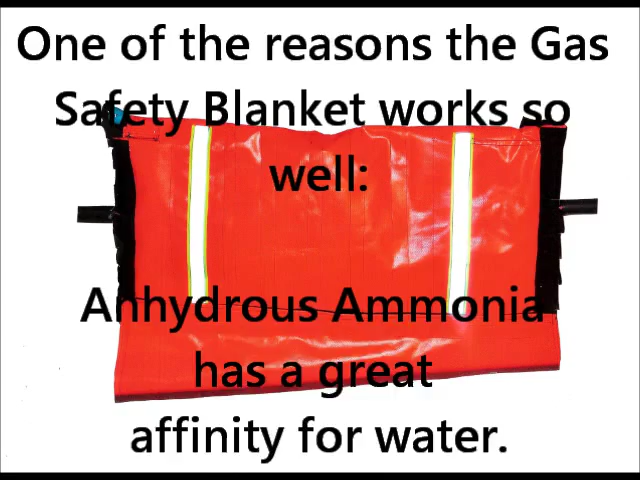 One of the reasons the Gas
Safety Blanket works so
well:
Anhydrous Ammonia
has a great
affinity for water.